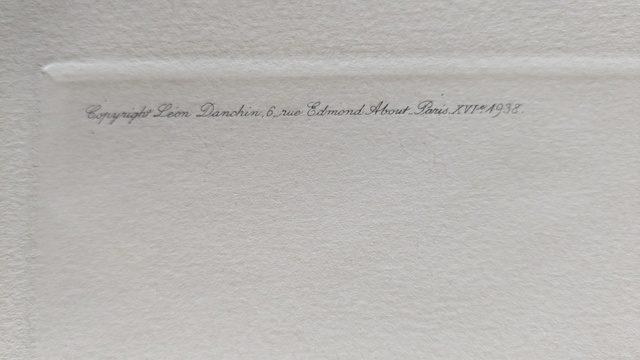 Copyright Léon Danchin, 6, rue Edmond About. Paris. XVIe 1938.